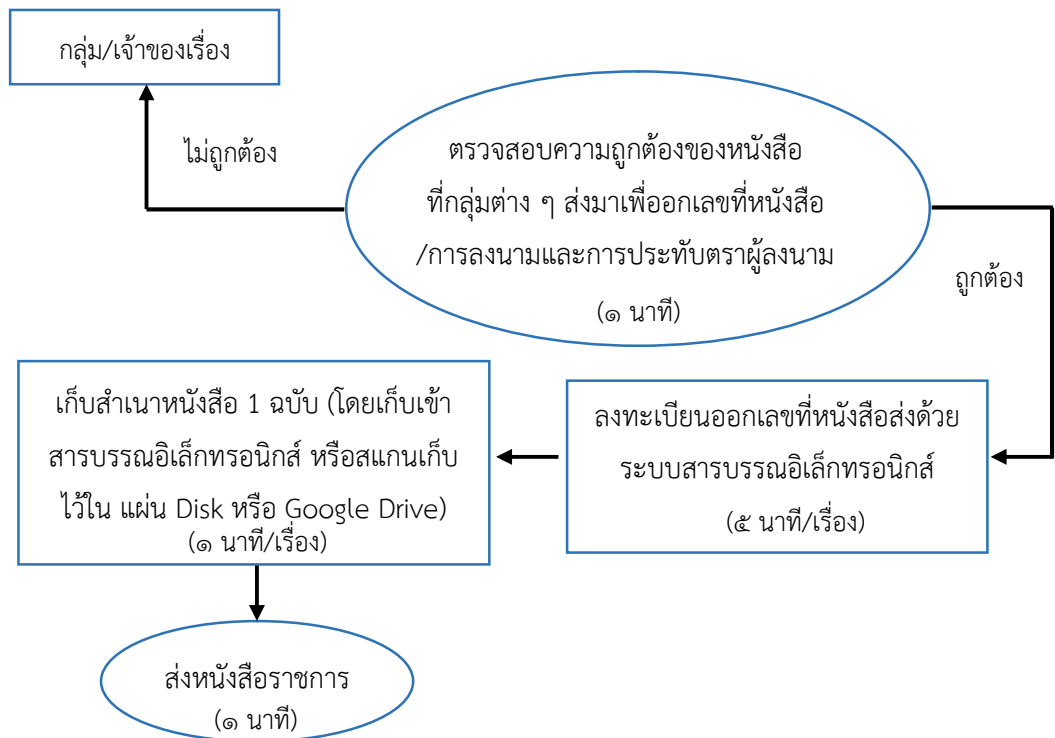 กลุ่ม/เจ้าของเรื่อง
ไม่ถูกต้อง
ตรวจสอบความถูกต้องของหนังสือ
ที่กลุ่มต่าง ๆ ส่งมาเพื่ออกเลขที่หนังสือ
/การลงนามและการประทับตราผู้ลงนาม
(๑ นาที)
ถูกต้อง
ลงทะเบียนออกเลขที่หนังสือส่งด้วย
ระบบสารบรรณอิเล็กทรอนิกส์
(๕ นาที/เรื่อง)
เก็บสำเนาหนังสือ 1 ฉบับ (โดยเก็บเข้า
สารบรรณอิเล็กทรอนิกส์ หรือสแกนเก็บ
ไว้ใน แผ่น Disk หรือ Google Drive)
(๑ นาที/เรื่อง)
ส่งหนังสือราชการ
(๑ นาที)